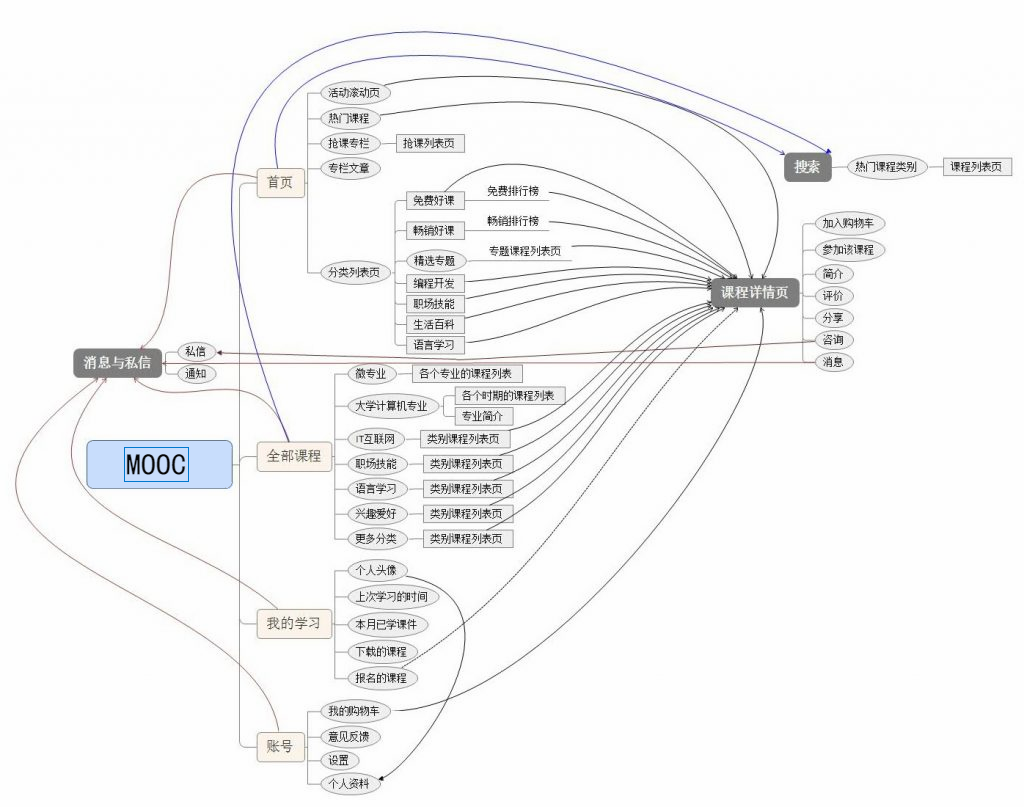 MOOC
首页
活动滚动页
热门课程
抢课专栏
抢课列表页
专栏文章
分类列表页
免费好课
免费排行榜
畅销好课
畅销排行榜
精选专题
专题课程列表页
编程开发
职场技能
生活百科
语言学习
搜索
热门课程类别
课程列表页
课程详情页
加入购物车
参加该课程
简介
评价
分享
咨询
消息
消息与私信
私信
通知
全部课程
微专业
各个专业的课程列表
大学计算机专业
各个时期的课程列表
专业简介
IT互联网
类别课程列表页
职场技能
类别课程列表页
语言学习
类别课程列表页
兴趣爱好
类别课程列表页
更多分类
类别课程列表页
我的学习
个人头像
上次学习的时间
本月已学课件
下载的课程
报名的课程
账号
我的购物车
意见反馈
设置
个人资料